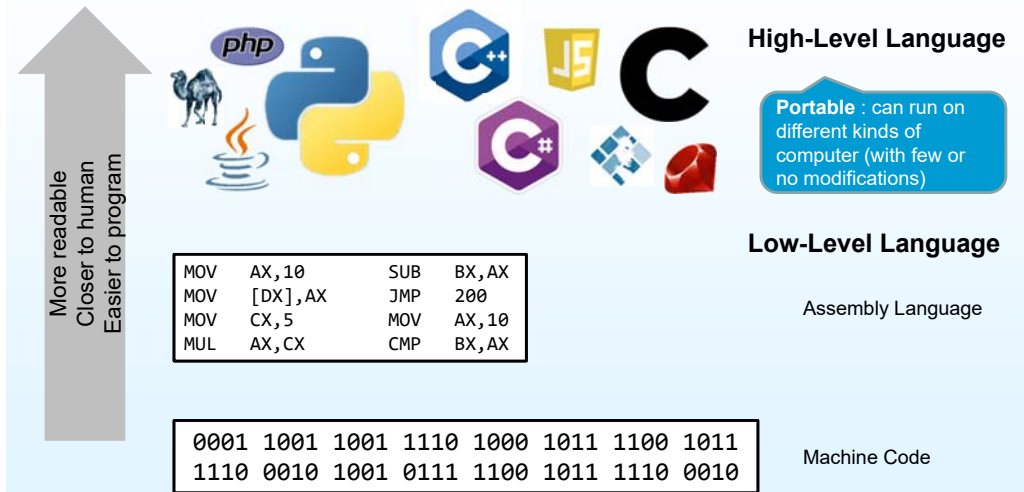 php
C++
JS
C
High-Level Language
C#
Portable : can run on
different kinds of
computer (with few or
no modifications)
More readable
Closer to human
Easier to program
Low-Level Language
MOV AX,10 SUB BX,AX
MOV [DX],AX JMP 200
MOV CX,5 MOV AX,10
MUL AX,CX CMP BX,AX
Assembly Language
0001 1001 1001 1110 1000 1011 1100 1011
1110 0010 1001 0111 1100 1011 1110 0010
Machine Code